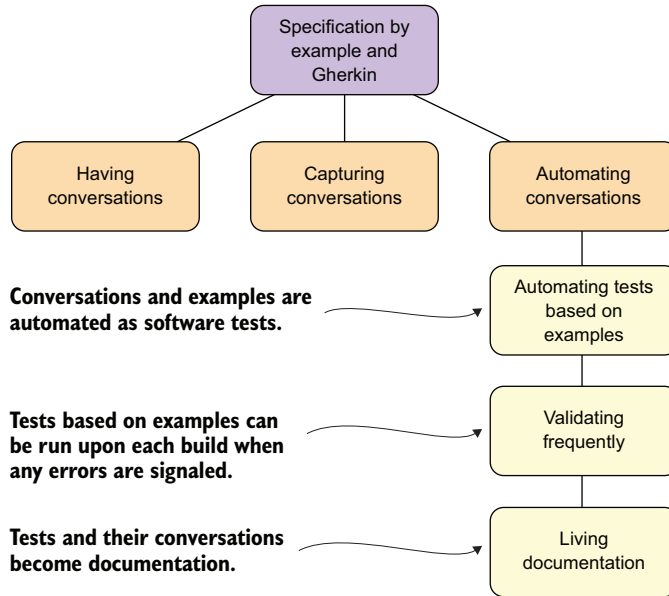 Specification by
example and
Gherkin
Having
conversations
Capturing
conversations
Automating
conversations
Conversations and examples are
automated as software tests.
Automating tests
based on
examples
Tests based on examples can
be run upon each build when
any errors are signaled.
Validating
frequently
Tests and their conversations
become documentation.
Living
documentation